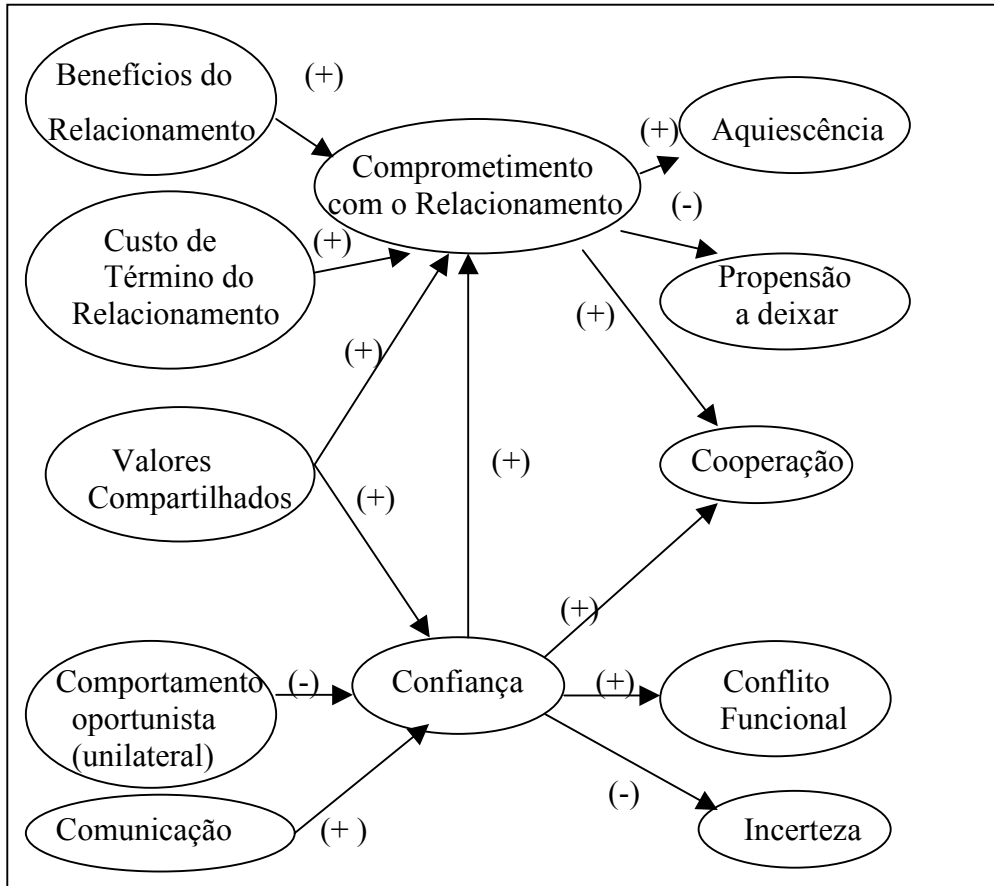 Benefícios do
Relacionamento
(+)
Comprometimento
com o Relacionamento
(+)
Aquiescência
(-)
Custo de
Término do
Relacionamento
(+)
Propensão
a deixar
(+)
(+)
Valores
Compartilhados
(+)
(+)
Cooperação
(+)
Comportamento
oportunista
(unilateral)
(-)
Confiança
(+)
Conflito
Funcional
(-)
Comunicação
(+ )
Incerteza